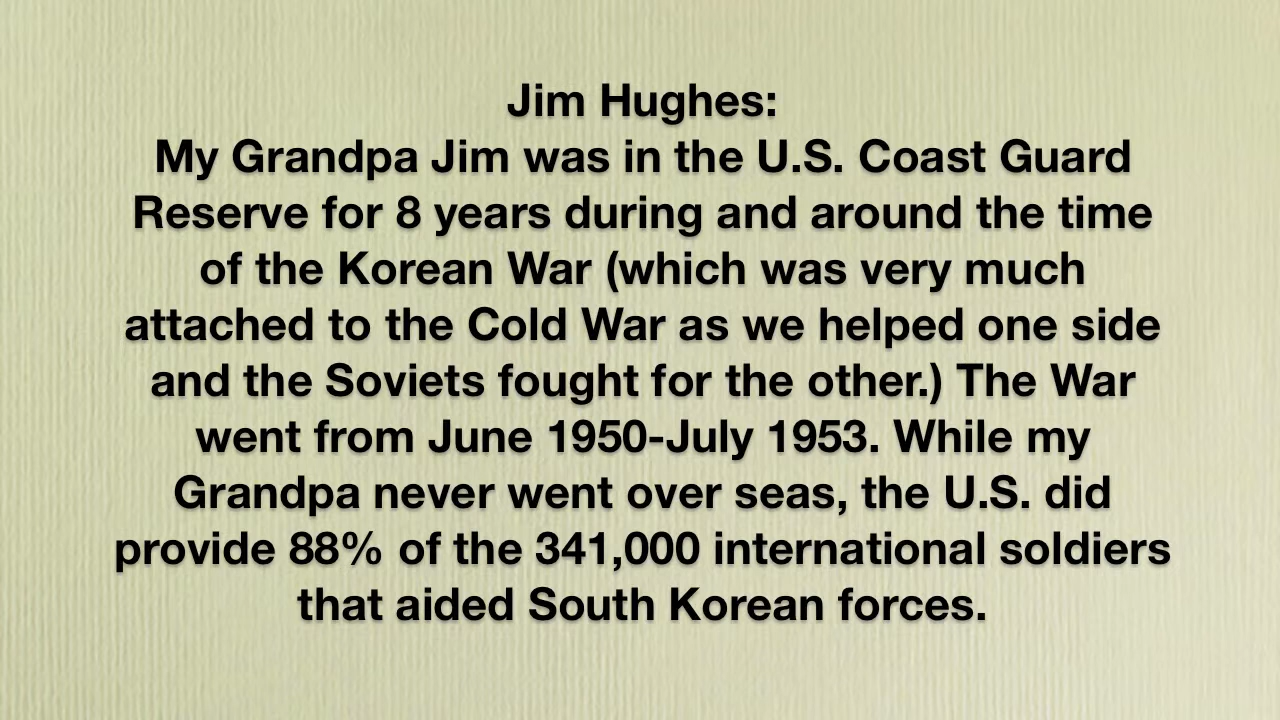 Jim Hughes:
My Grandpa Jim was in the U.S. Coast Guard
Reserve for 8 years during and around the time
of the Korean War (which was very much
attached to the Cold War as we helped one side
and the Soviets fought for the other.) The War
went from June 1950-July 1953. While my
Grandpa never went over seas, the U.S. did
provide 88% of the 341,000 international soldiers
that aided South Korean forces.